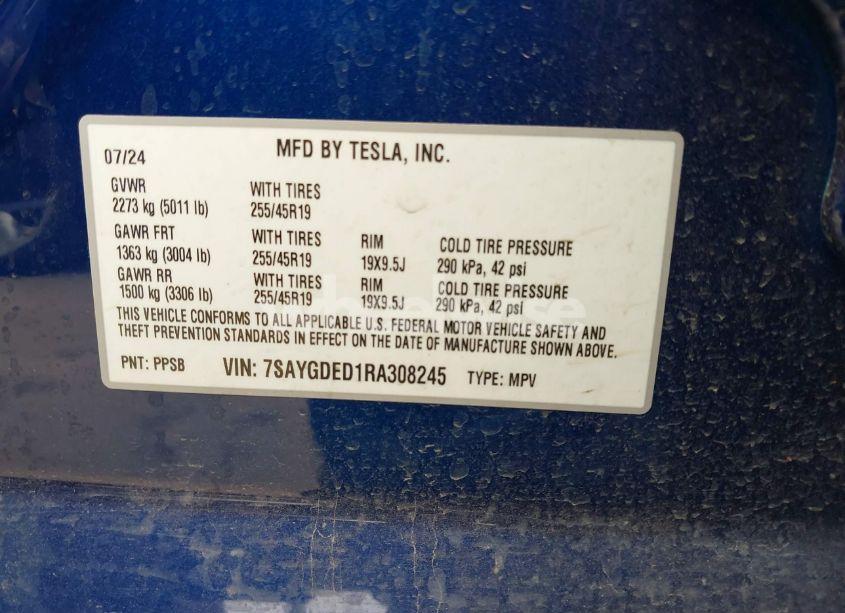 07/24 MFD BY TESLA, INC.
GVWR WITH TIRES
2273 kg (5011 lb) 255/45R19
GAWR FRT WITH TIRES RIM COLD TIRE PRESSURE
1363 kg (3004 lb) 255/45R19 19X9.5J 290 kPa, 42 psi
GAWR RR WITH TIRES RIM COLD TIRE PRESSURE
1500 kg (3306 lb) 255/45R19 19X9.5J 290 kPa, 42 psi
THIS VEHICLE CONFORMS TO ALL APPLICABLE U.S. FEDERAL MOTOR VEHICLE SAFETY AND
THEFT PREVENTION STANDARDS IN EFFECT ON THE DATE OF MANUFACTURE SHOWN ABOVE.
PNT: PPSB VIN: 7SAYGDED1RA308245 TYPE: MPV